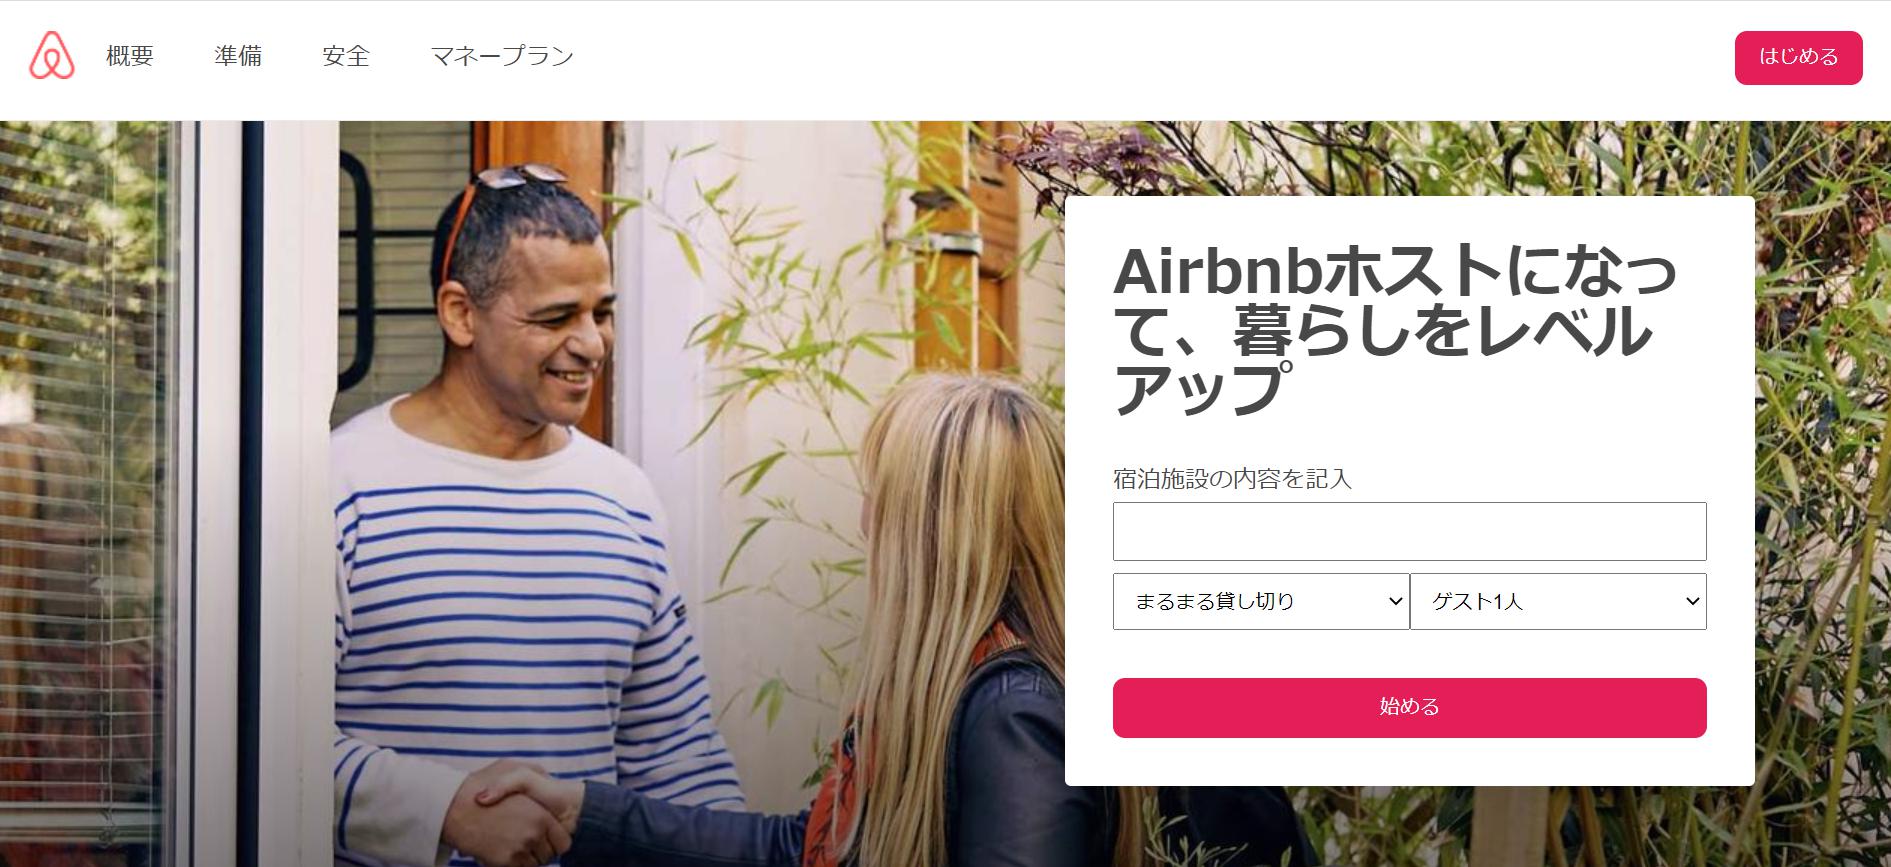 概要 準備 安全 マネープラン はじめる
Airbnbホストになっ
て、暮らしをレベル
アップ
宿泊施設の内容を記入
まるまる貸し切り ゲスト1人
始める